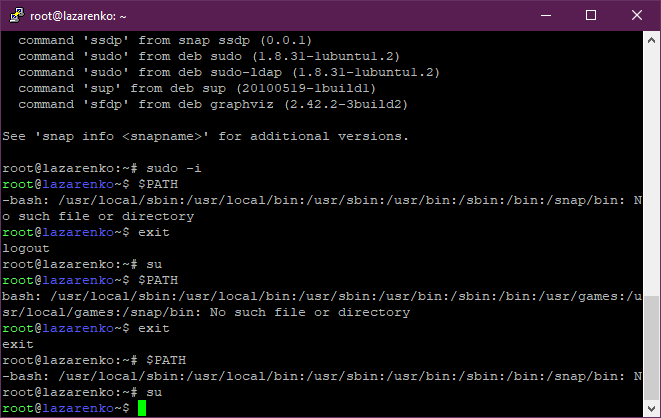 root@lazarenko: ~
command 'ssdp' from snap ssdp (0.0.1)
command 'sudo' from deb sudo (1.8.31-1ubuntu1.2)
command 'sudo' from deb sudo-ldap (1.8.31-1ubuntu1.2)
command 'sup' from deb sup (20100519-1build1)
command 'sfdp' from deb graphviz (2.42.2-3build2)
See 'snap info <snapname>' for additional versions.
root@lazarenko:~# sudo -i
root@lazarenko:~$ $PATH
-bash: /usr/local/sbin:/usr/local/bin:/usr/sbin:/usr/bin:/sbin:/bin:/snap/bin: N
o such file or directory
root@lazarenko:~$ exit
logout
root@lazarenko:~# su
root@lazarenko:~$ $PATH
bash: /usr/local/sbin:/usr/local/bin:/usr/sbin:/usr/bin:/sbin:/bin:/usr/games:/u
sr/local/games:/snap/bin: No such file or directory
root@lazarenko:~$ exit
exit
root@lazarenko:~# $PATH
-bash: /usr/local/sbin:/usr/local/bin:/usr/sbin:/usr/bin:/sbin:/bin:/snap/bin: N
root@lazarenko:~# su
root@lazarenko:~$